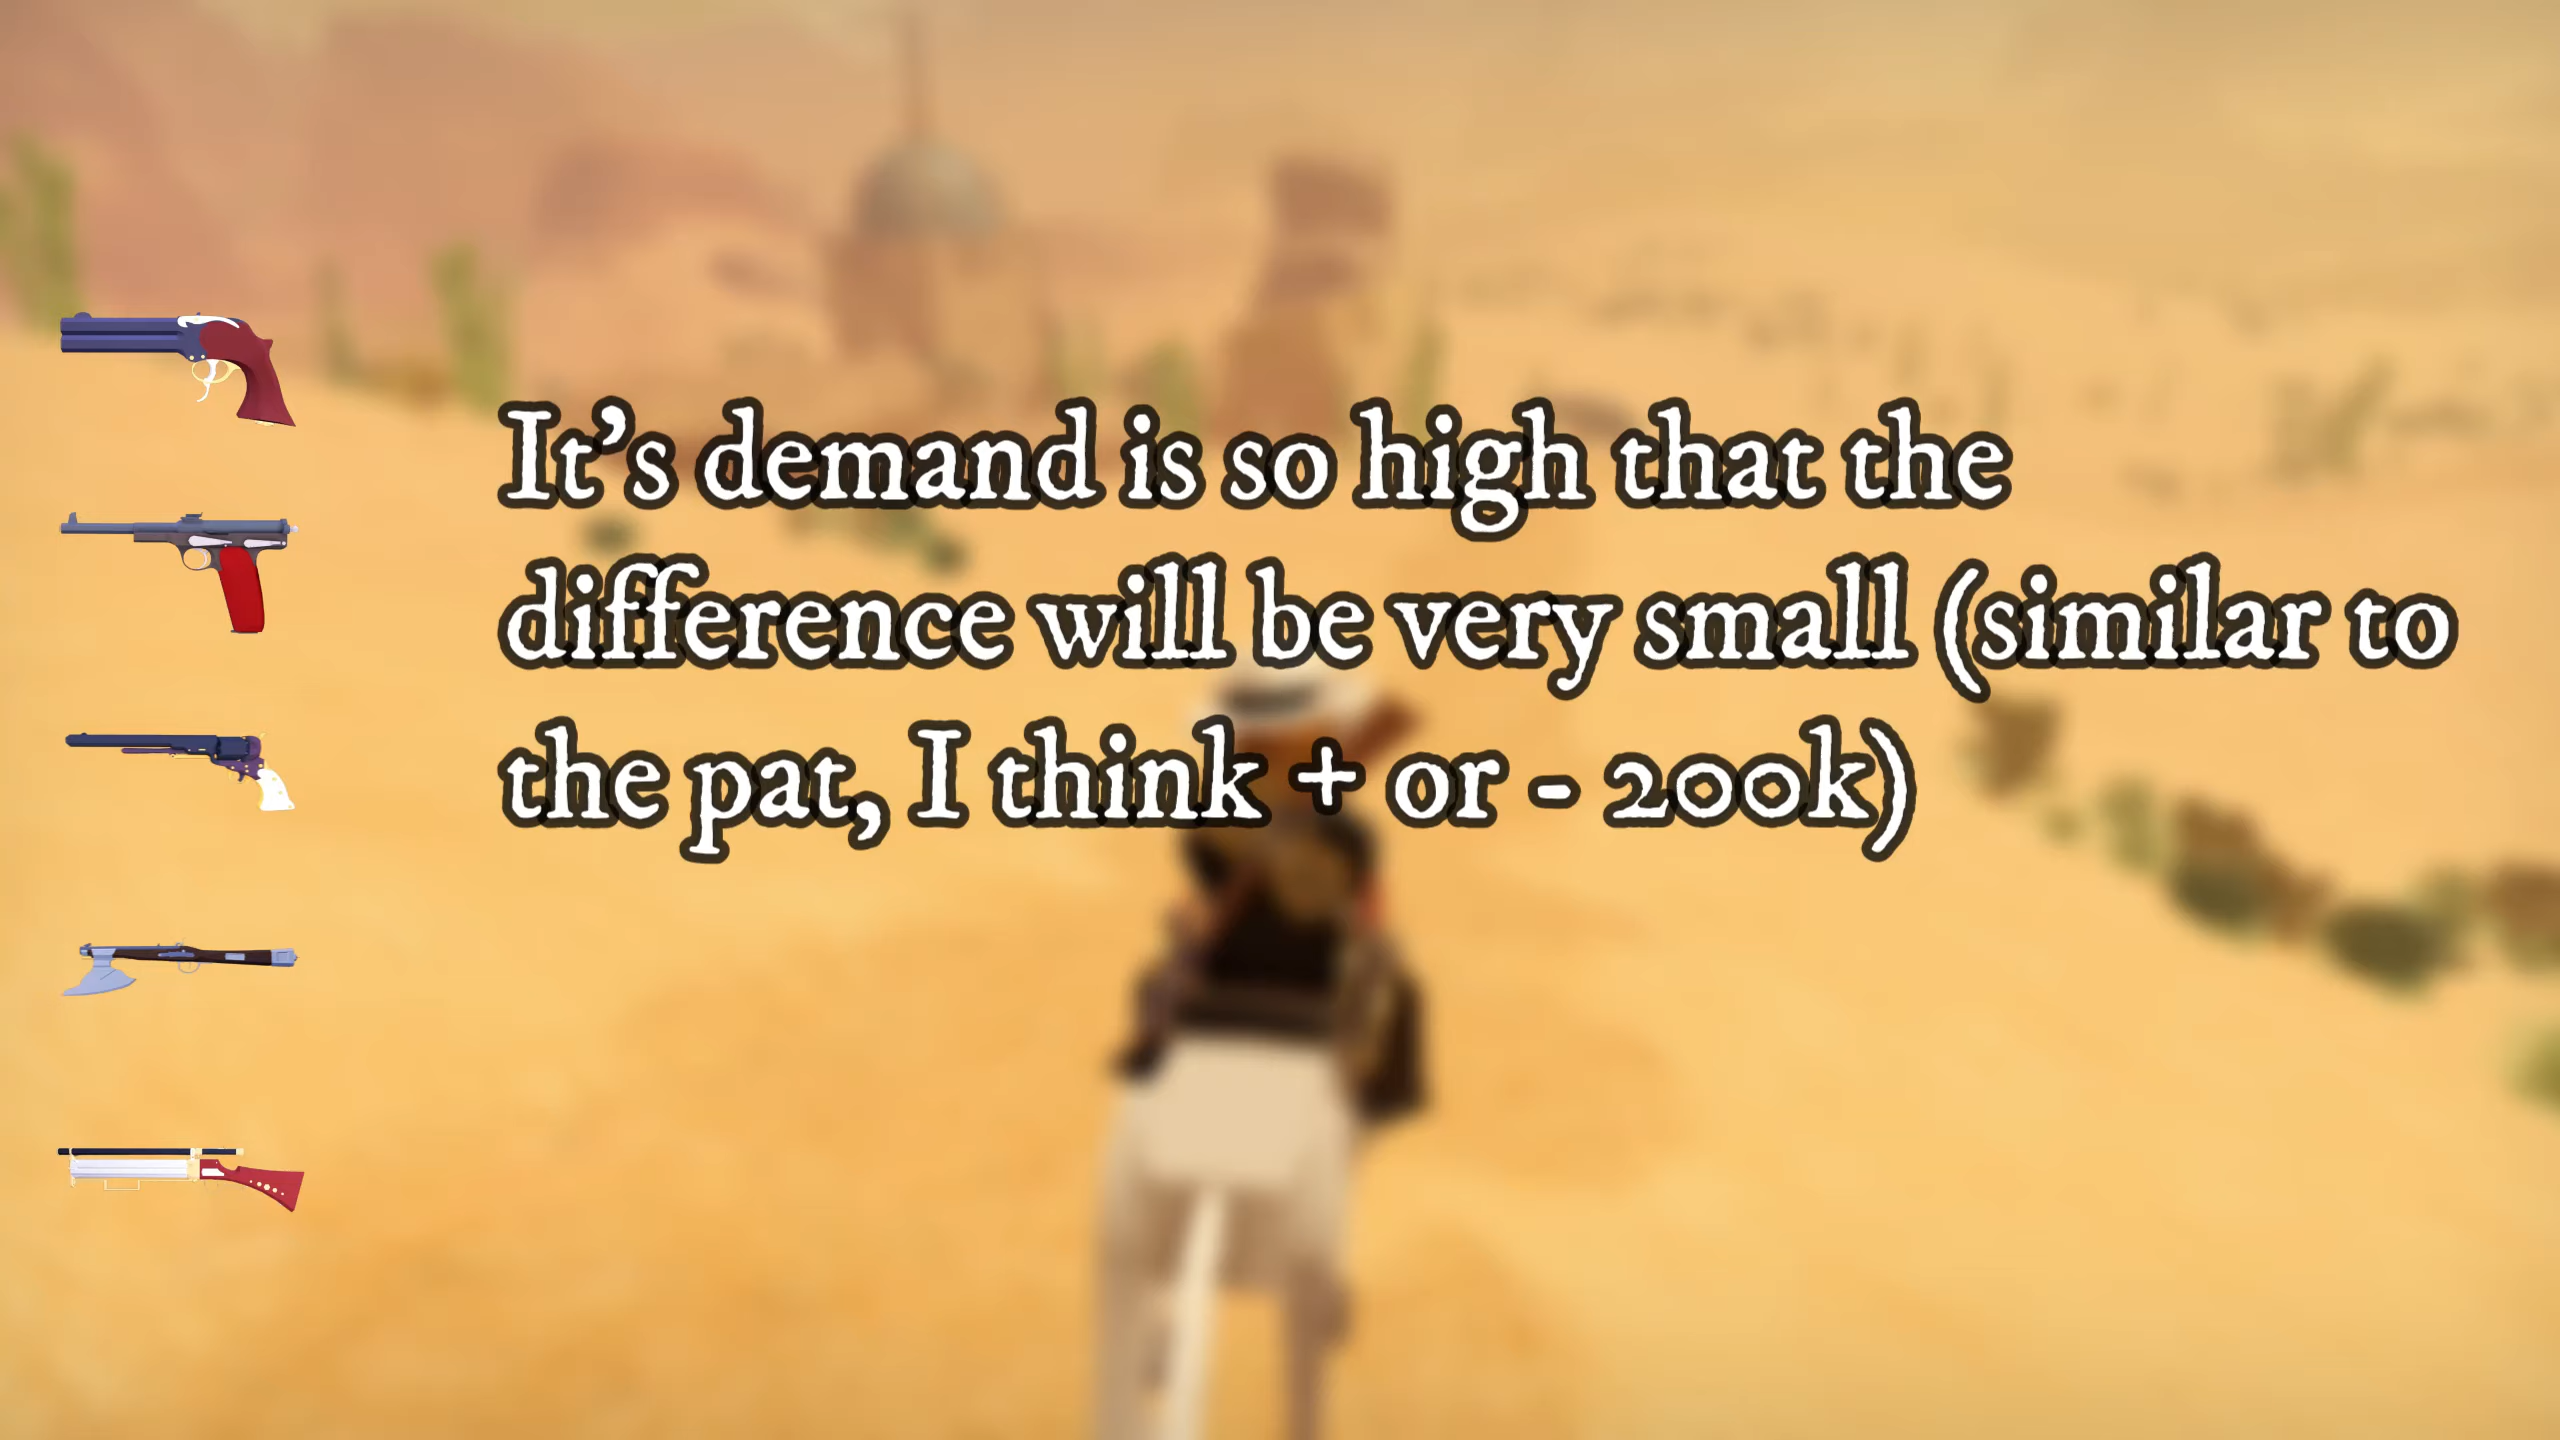 It's demand is so high that the
difference will be very small (similar to
the pat, I think + or - 200k)